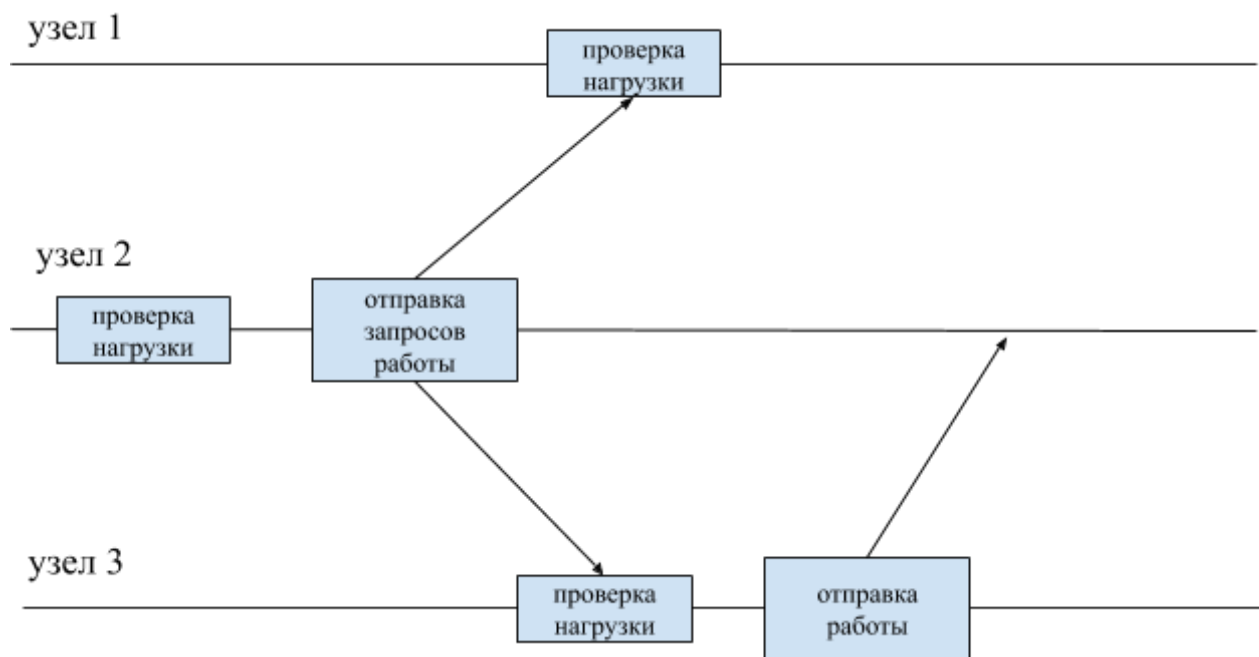 узел 1
проверка
нагрузки
узел 2
проверка
нагрузки
отправка
запросов
работы
узел 3
проверка
нагрузки
отправка
работы